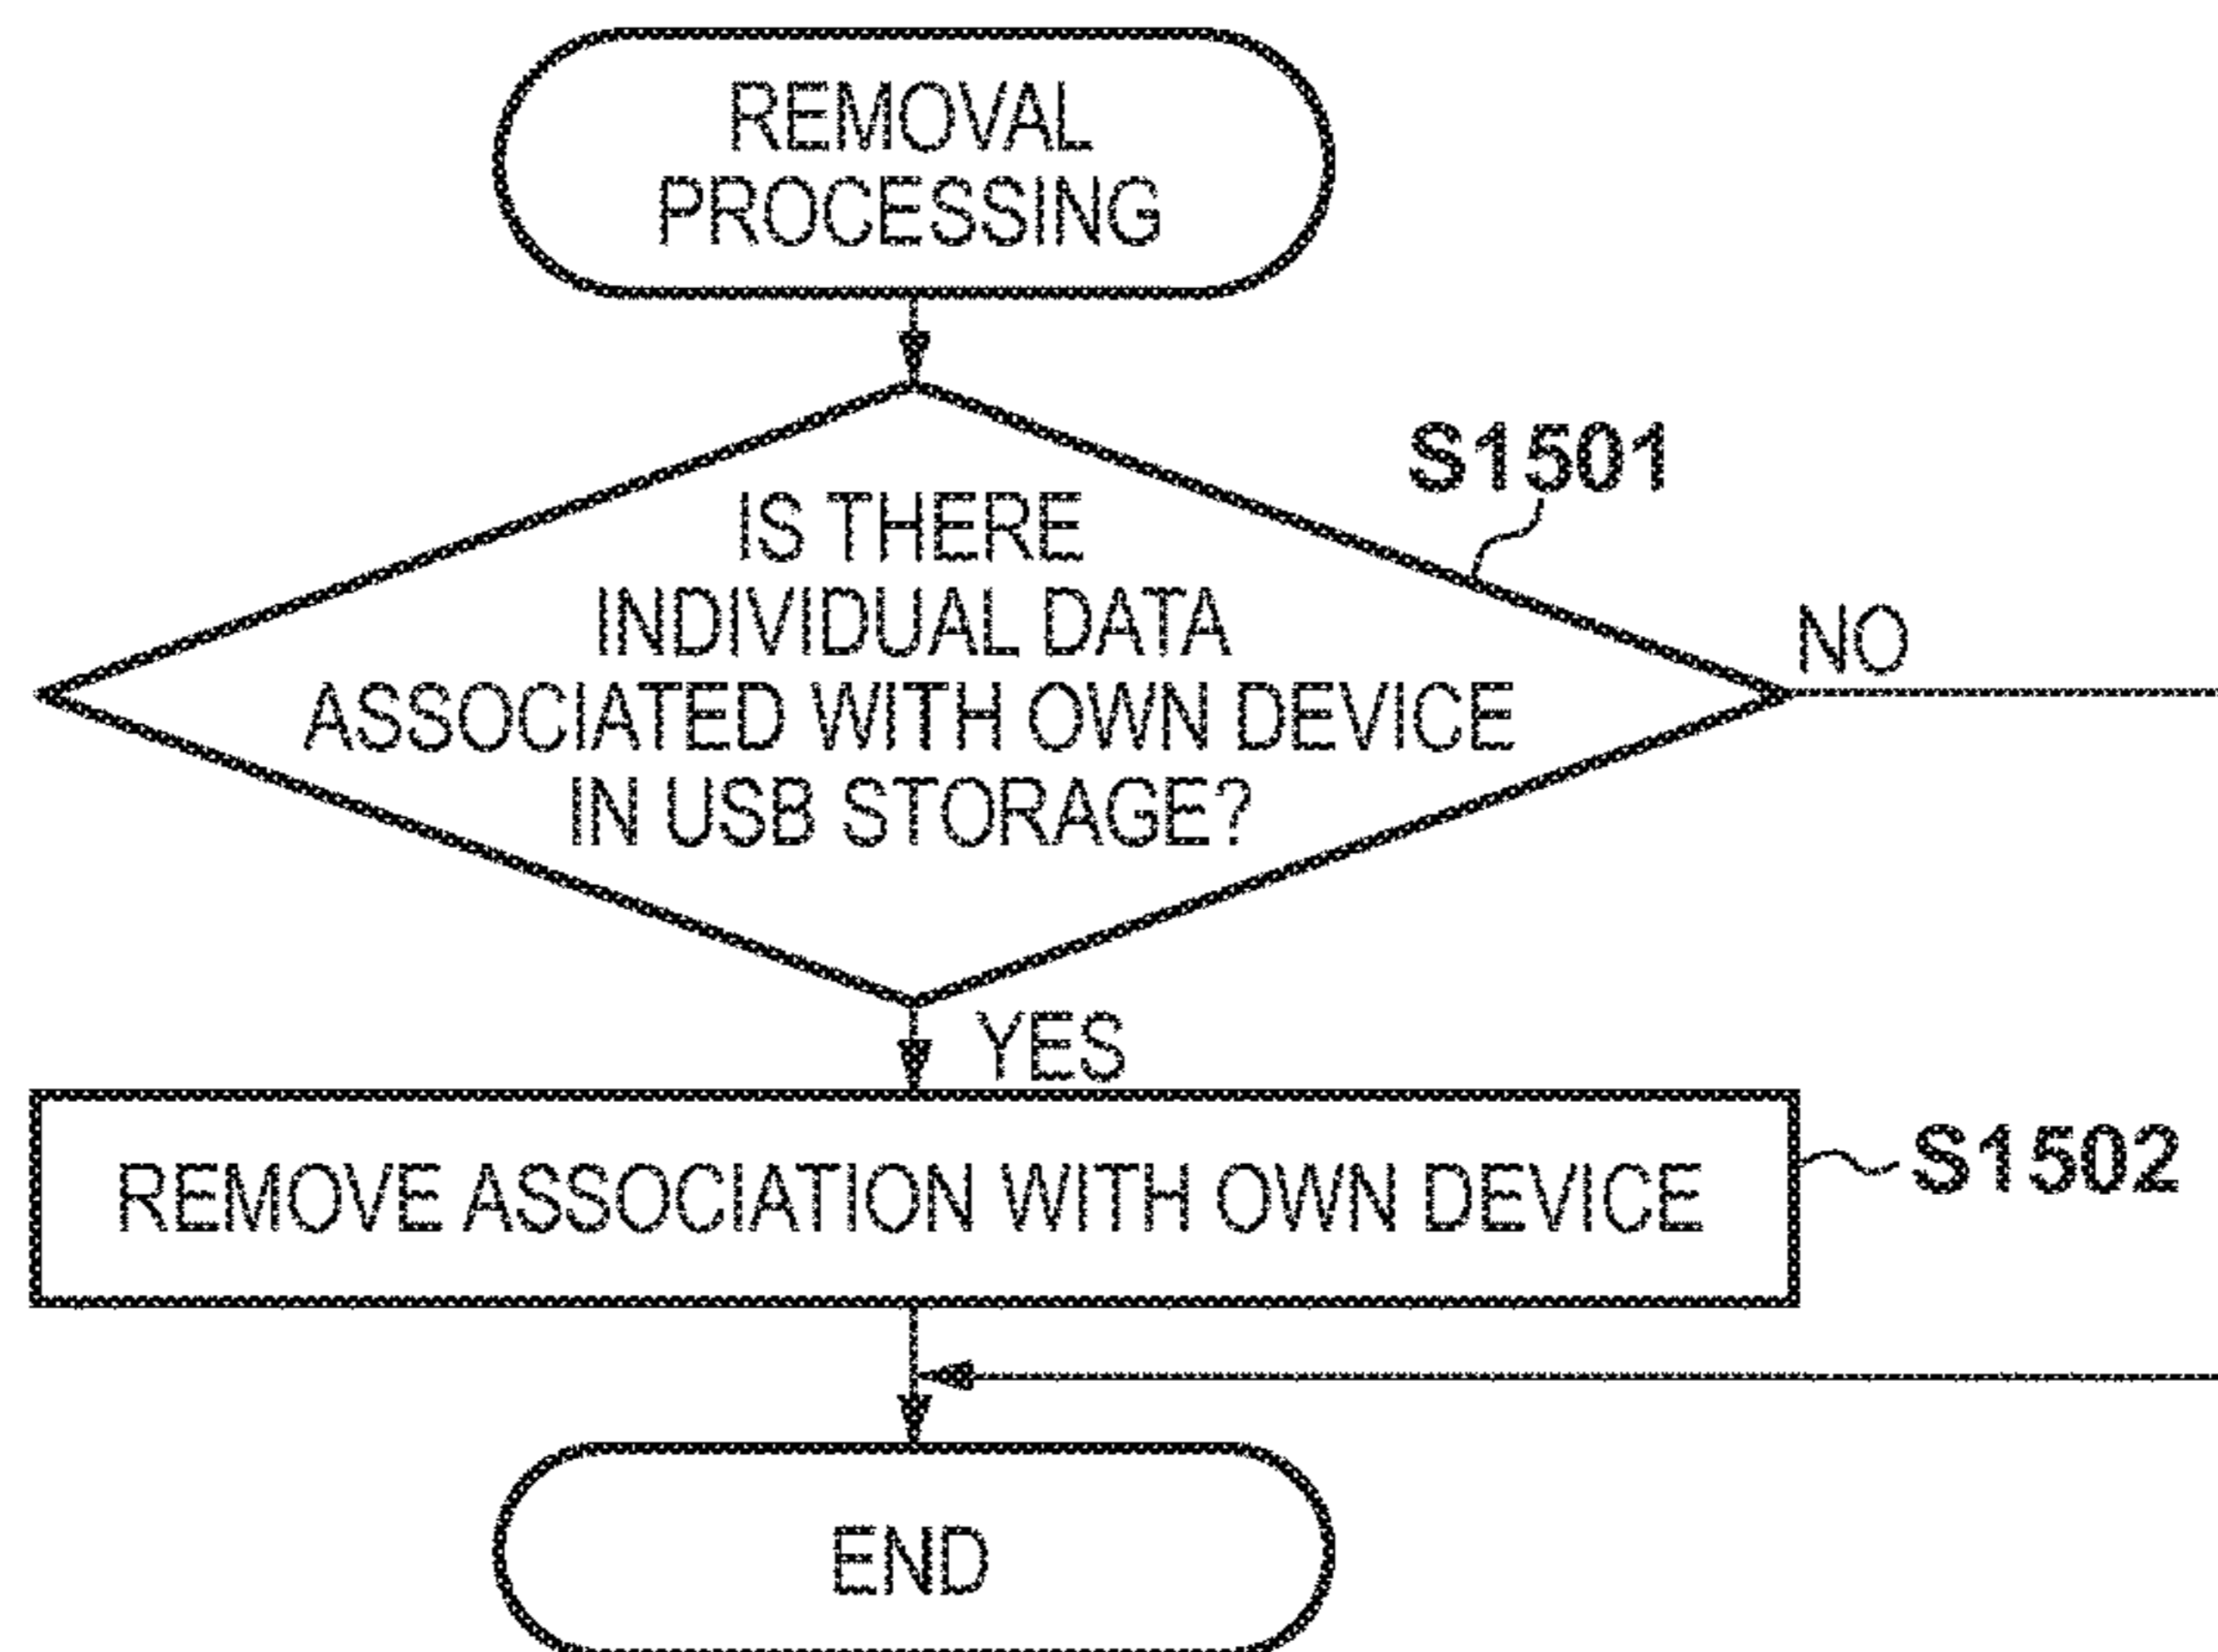 REMOVAL
PROCESSING
S1501
IS THERE
INDIVIDUAL DATA
ASSOCIATED WITH OWN DEVICE
IN USB STORAGE?
NO
YES
REMOVE ASSOCIATION WITH OWN DEVICE
S1502
END